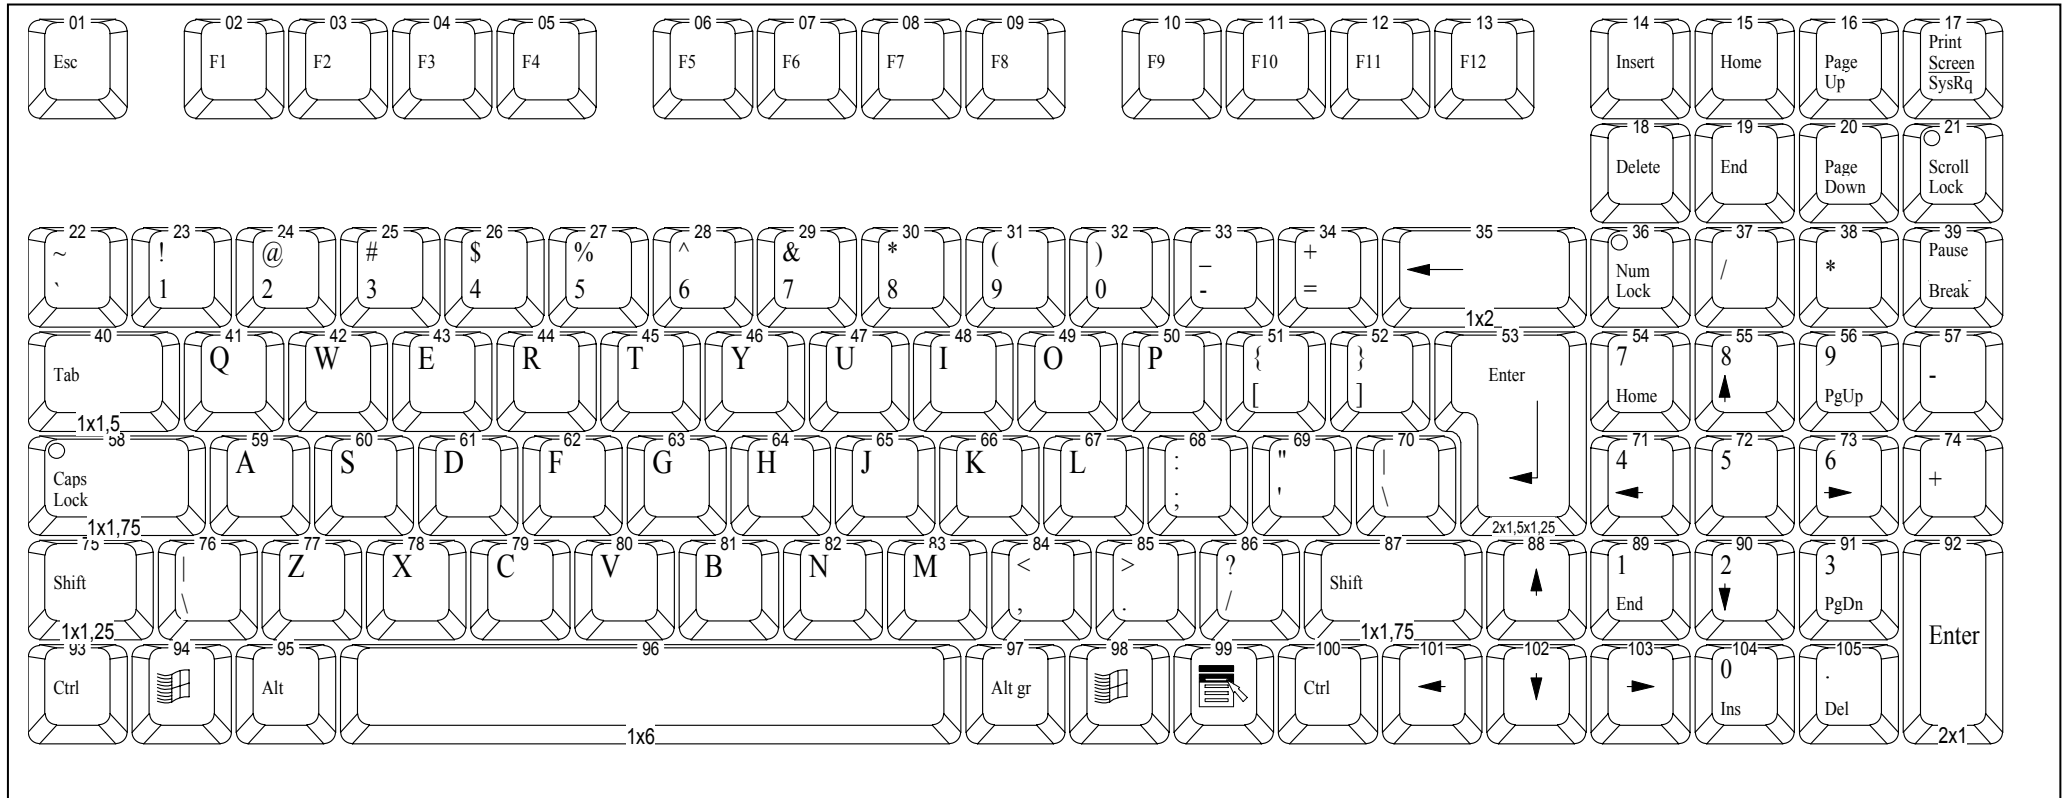 01 02 03 04 05 06 07 08 09 10 11 12 13 14 15 16 17
Esc F1 F2 F3 F4 F5 F6 F7 F8 F9 F10 F11 F12 Insert Home Page Up Print Screen SysRq
18 19 20 21
Delete End Page Down Scroll Lock
22 23 24 25 26 27 28 29 30 31 32 33 34 35 36 37 38 39
~ ! @ # $ % ^ & * ( ) _ + Num Lock / * Pause Break
` 1 2 3 4 5 6 7 8 9 0 - =
1x2
40 41 42 43 44 45 46 47 48 49 50 51 52 53 54 55 56 57
Tab Q W E R T Y U I O P { } Enter 7 8 9 -
[ ] Home PgUp
1x1,5
58 59 60 61 62 63 64 65 66 67 68 69 70 71 72 73 74
Caps Lock A S D F G H J K L : " | 4 5 6 +
; ' \
1x1,75 2x1,5x1,25
75 76 77 78 79 80 81 82 83 84 85 86 87 88 89 90 91 92
Shift | Z X C V B N M < > ? Shift 1 2 3 Enter
\ , . / End PgDn
1x1,25 1x1,75
93 94 95 96 97 98 99 100 101 102 103 104 105
Ctrl Alt Alt gr Ctrl 0 .
Ins Del
1x6 2x1